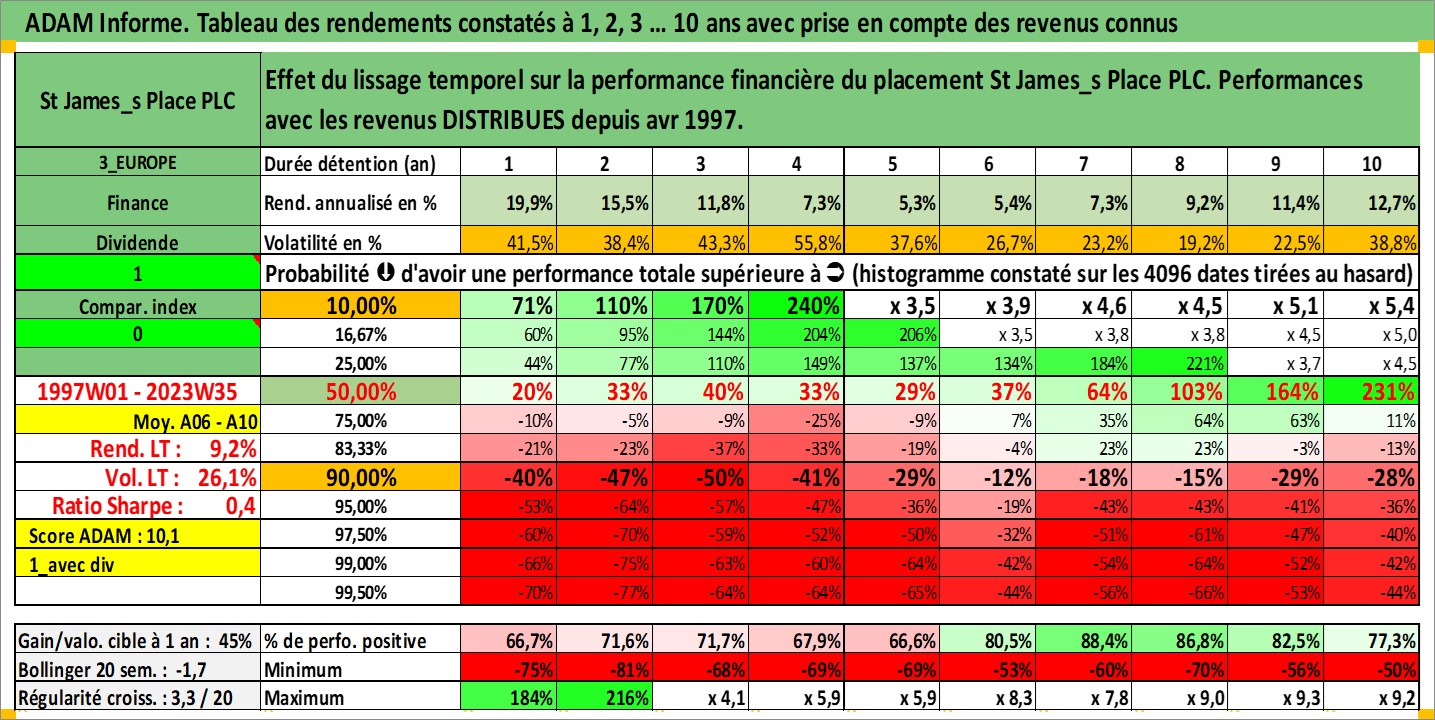 ADAM Informe. Tableau des rendements constatés à 1, 2, 3 ... 10 ans avec prise en compte des revenus connus
St James_s Place PLC
Effet du lissage temporel sur la performance financière du placement St James_s Place PLC. Performances
avec les revenus DISTRIBUES depuis avr 1997.
3_EUROPE Durée détention (an) 1 2 3 4 5 6 7 8 9 10
Finance Rend. annualisé en % 19,9% 15,5% 11,8% 7,3% 5,3% 5,4% 7,3% 9,2% 11,4% 12,7%
Dividende Volatilité en % 41,5% 38,4% 43,3% 55,8% 37,6% 26,7% 23,2% 19,2% 22,5% 38,8%
1 Probabilité 🡇 d'avoir une performance totale supérieure à ➲ (histogramme constaté sur les 4096 dates tirées au hasard)
Compar. index 10,00% 71% 110% 170% 240% x 3,5 x 3,9 x 4,6 x 4,5 x 5,1 x 5,4
0 16,67% 60% 95% 144% 204% 206% x 3,5 x 3,8 x 3,8 x 4,5 x 5,0
25,00% 44% 77% 110% 149% 137% 134% 184% 221% x 3,7 x 4,5
1997W01 - 2023W35 50,00% 20% 33% 40% 33% 29% 37% 64% 103% 164% 231%
Moy. A06 - A10 75,00% -10% -5% -9% -25% -9% 7% 35% 64% 63% 11%
Rend. LT : 9,2% 83,33% -21% -23% -37% -33% -19% -4% 23% 23% -3% -13%
Vol. LT : 26,1% 90,00% -40% -47% -50% -41% -29% -12% -18% -15% -29% -28%
Ratio Sharpe : 0,4 95,00% -53% -64% -57% -47% -36% -19% -43% -43% -41% -36%
Score ADAM : 10,1 97,50% -60% -70% -59% -52% -50% -32% -51% -61% -47% -40%
1_avec div 99,00% -66% -75% -63% -60% -64% -42% -54% -64% -52% -42%
99,50% -70% -77% -64% -64% -65% -44% -56% -66% -53% -44%
Gain/valo. cible à 1 an : 45% % de perfo. positive 66,7% 71,6% 71,7% 67,9% 66,6% 80,5% 88,4% 86,8% 82,5% 77,3%
Bollinger 20 sem. : -1,7 Minimum -75% -81% -68% -69% -69% -53% -60% -70% -56% -50%
Régularité croiss. : 3,3 / 20 Maximum 184% 216% x 4,1 x 5,9 x 5,9 x 8,3 x 7,8 x 9,0 x 9,3 x 9,2